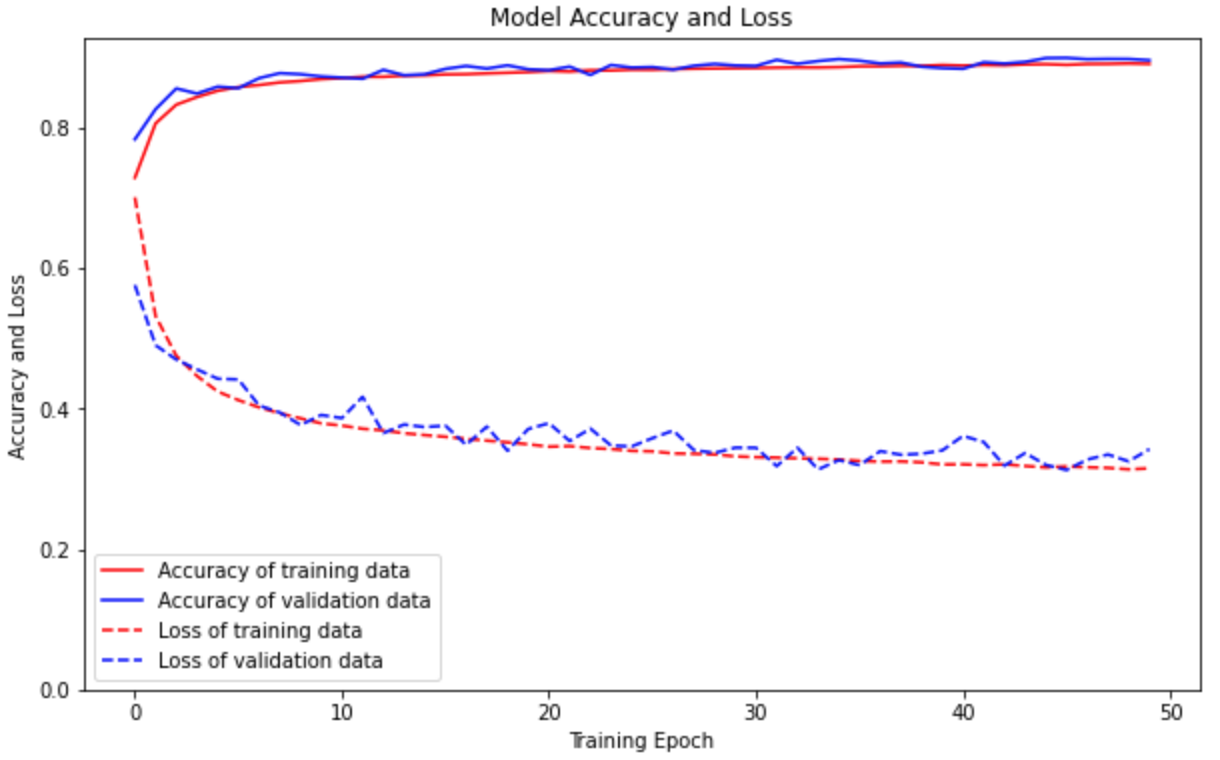 Model Accuracy and Loss
Accuracy and Loss
0.8
0.6
0.4
0.2
0.0
Accuracy of training data
Accuracy of validation data
Loss of training data
Loss of validation data
0 10 20 30 40 50
Training Epoch